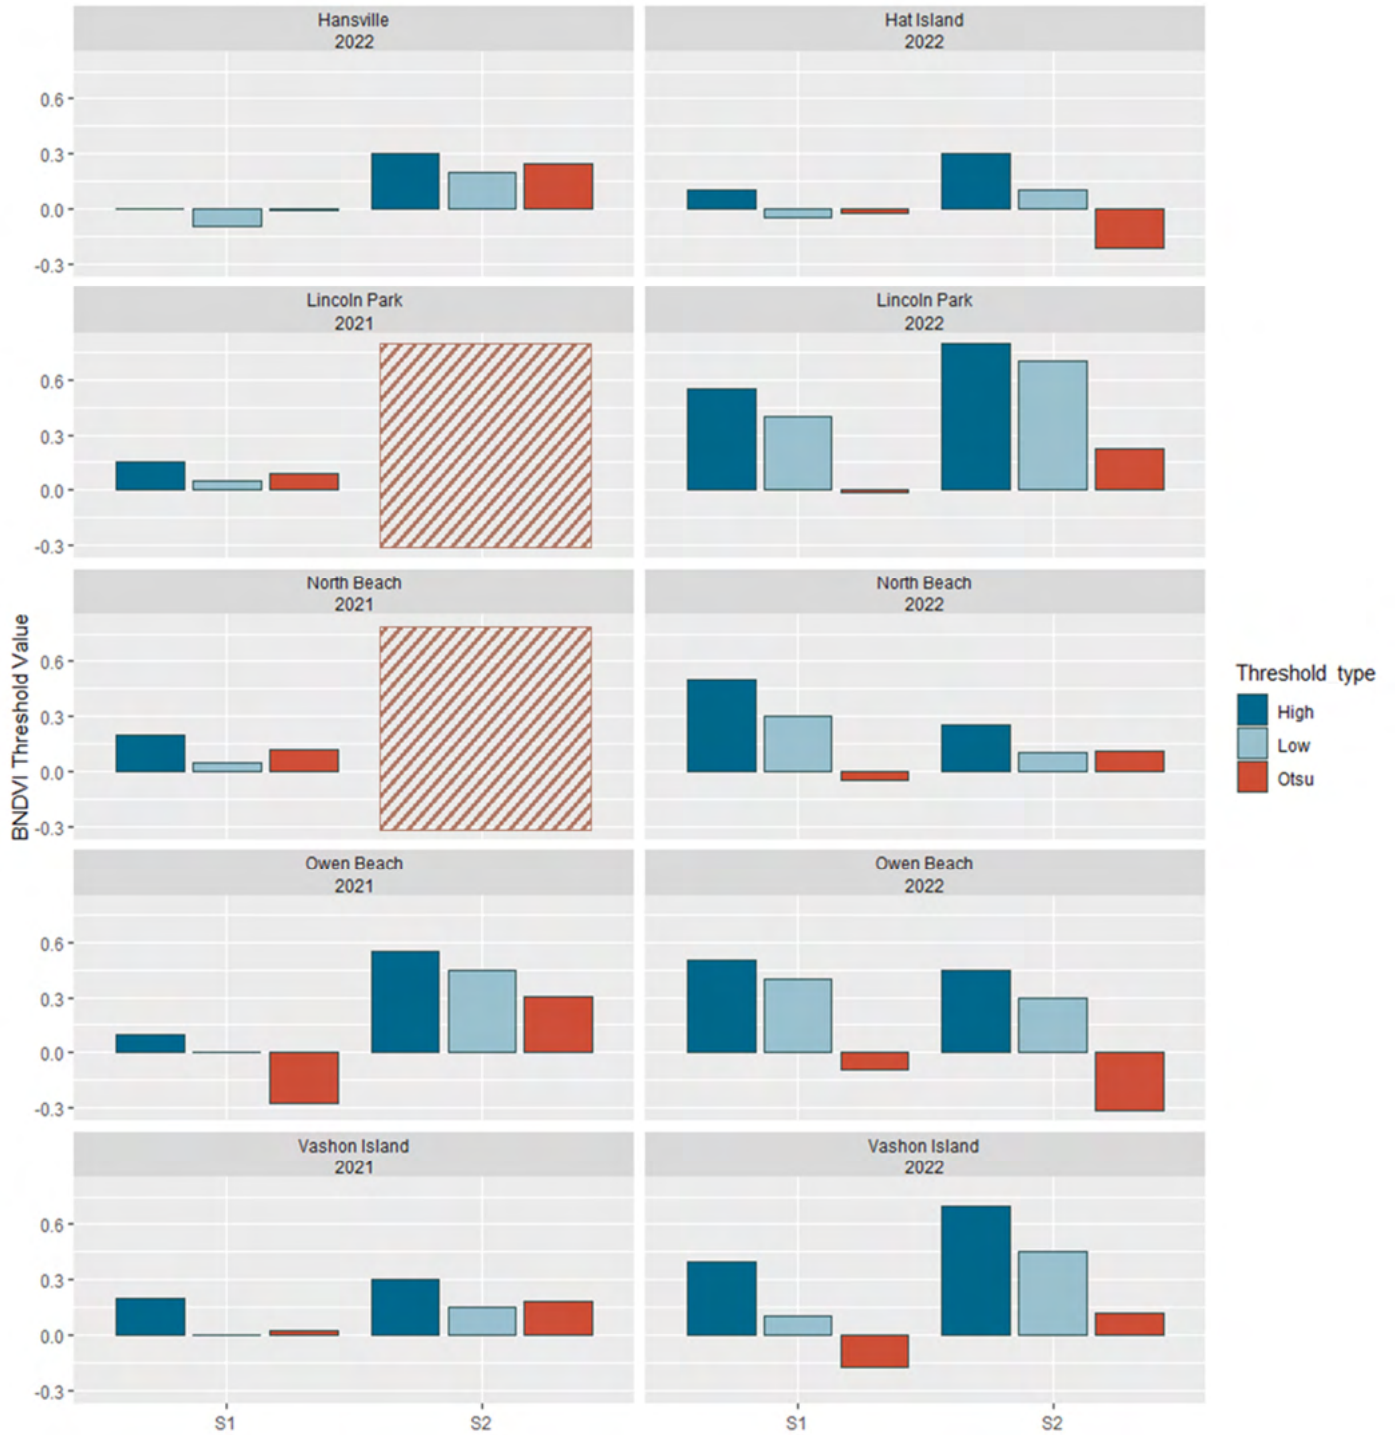 Hansville
2022
Hat Island
2022
0.6
0.3
0.0
-0.3
Lincoln Park
2021
Lincoln Park
2022
0.6
0.3
0.0
-0.3
North Beach
2021
North Beach
2022
0.6
0.3
0.0
-0.3
Owen Beach
2021
Owen Beach
2022
0.6
0.3
0.0
-0.3
Vashon Island
2021
Vashon Island
2022
0.6
0.3
0.0
-0.3
S1
S2
S1
S2
BNDVI Threshold Value
Threshold type
High
Low
Otsu